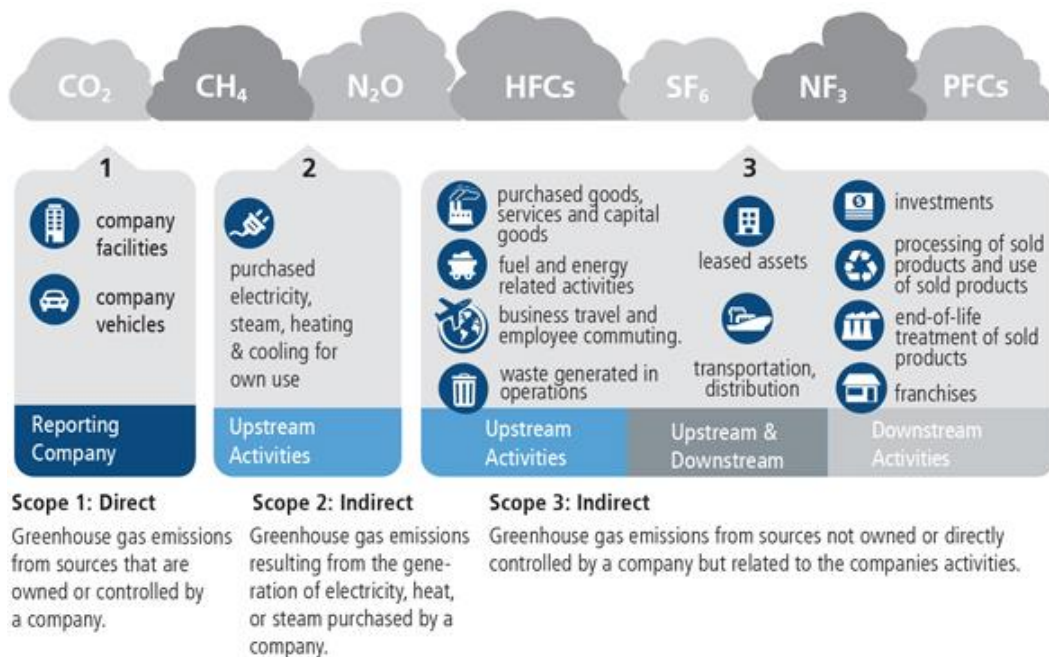 CO₂
CH₄
N₂O
HFCs
SF₆
NF₃
PFCs
1
company
facilities
company
vehicles
Reporting
Company
2
purchased
electricity,
steam, heating
& cooling for
own use
Upstream
Activities
3
purchased goods,
services and capital
goods
fuel and energy
related activities
business travel and
employee commuting.
waste generated in
operations
Upstream
Activities
leased assets
transportation,
distribution
Upstream &
Downstream
$
investments
processing of sold
products and use
of sold products
end-of-life
treatment of sold
products
franchises
Downstream
Activities
Scope 1: Direct
Greenhouse gas emissions
from sources that are
owned or controlled by
a company.
Scope 2: Indirect
Greenhouse gas emissions
resulting from the gene-
ration of electricity, heat,
or steam purchased by a
company.
Scope 3: Indirect
Greenhouse gas emissions from sources not owned or directly
controlled by a company but related to the companies activities.